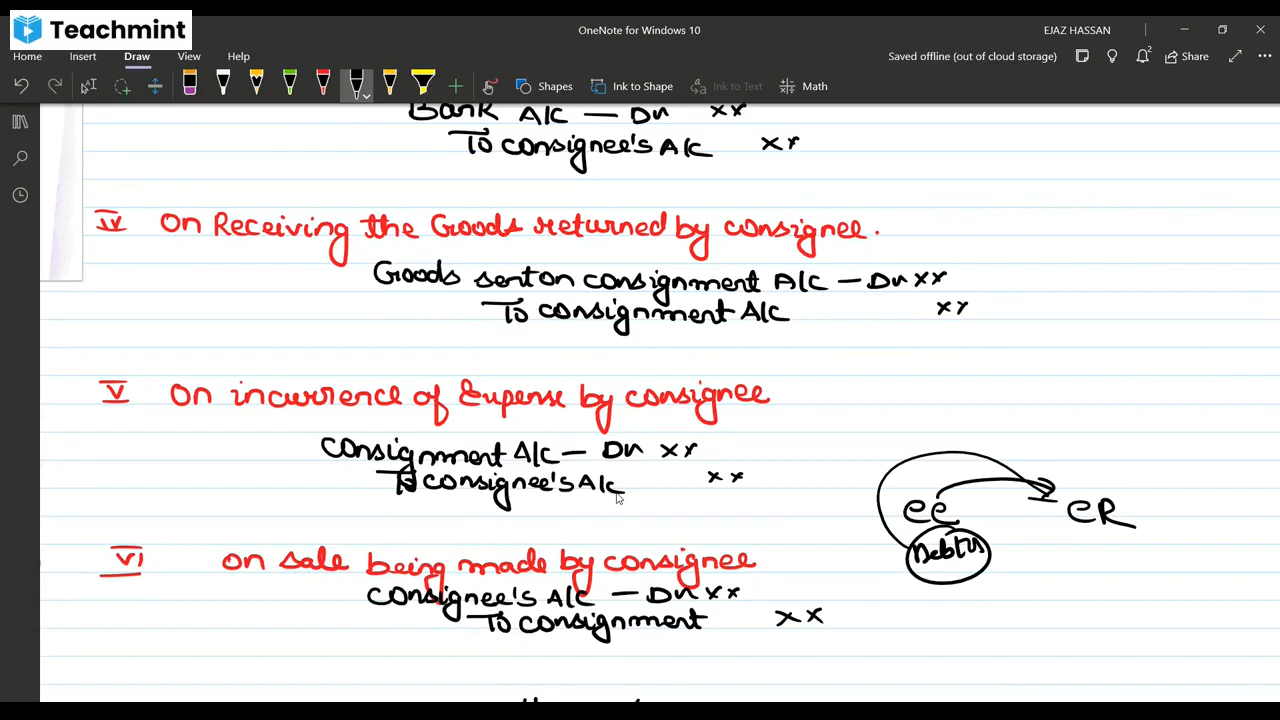 Teachmint
OneNote for Windows 10
EJAZ HASSAN
Home Insert Draw View Help
Saved offline (out of cloud storage)
Share
Shapes
Ink to Shape
Ink to Text
Math
Bank A/C — Dr xx
To consignee's A/C xx
IV On Receiving the Goods returned by consignee.
Goods sent on consignment A/C — Dr xx
To consignment A/C xx
V On incurrence of Expense by consignee
consignment A/C — Dr xx
To consignee's A/C xx
ee eR
Debtor
VI on sale being made by consignee
consignee's A/C — Dr xx
To consignment xx